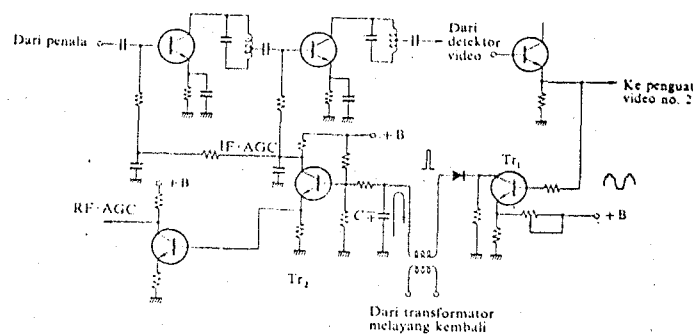 Dari penala
Dari
detektor
video
Ke penguat
video no. 2
IF·AGC
+B
Tr₁
+B
RF·AGC
C
+B
Tr₂
Dari transformator
melayang kembali